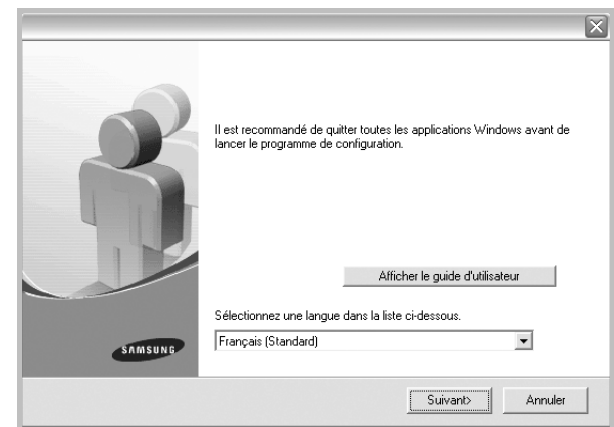 Il est recommandé de quitter toutes les applications Windows avant de
lancer le programme de configuration.
Afficher le guide d'utilisateur
Sélectionnez une langue dans la liste ci-dessous.
Français (Standard)
SAMSUNG
Suivant>
Annuler